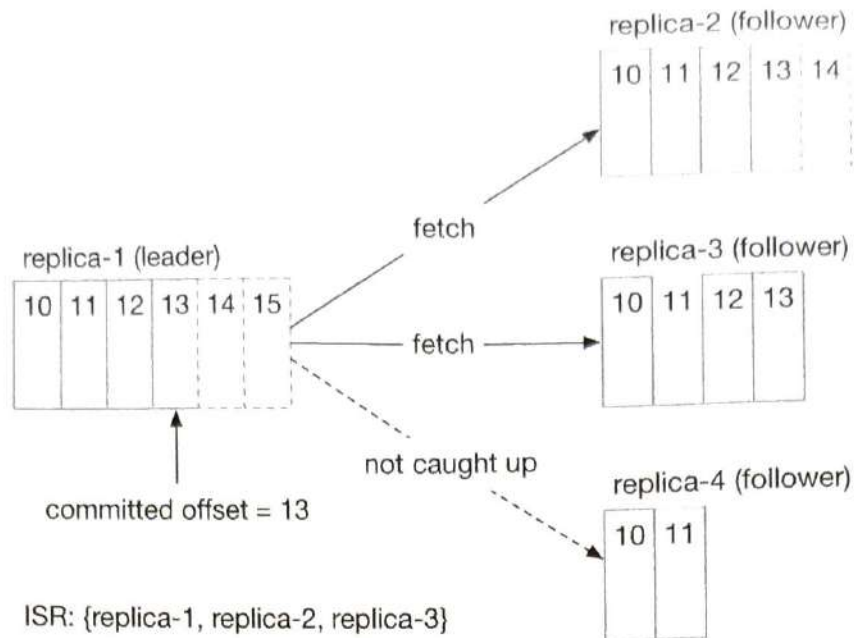 replica-2 (follower)
10 11 12 13 14
fetch
replica-1 (leader)
10 11 12 13 14 15
replica-3 (follower)
10 11 12 13
fetch
not caught up
replica-4 (follower)
10 11
committed offset = 13
ISR: {replica-1, replica-2, replica-3}